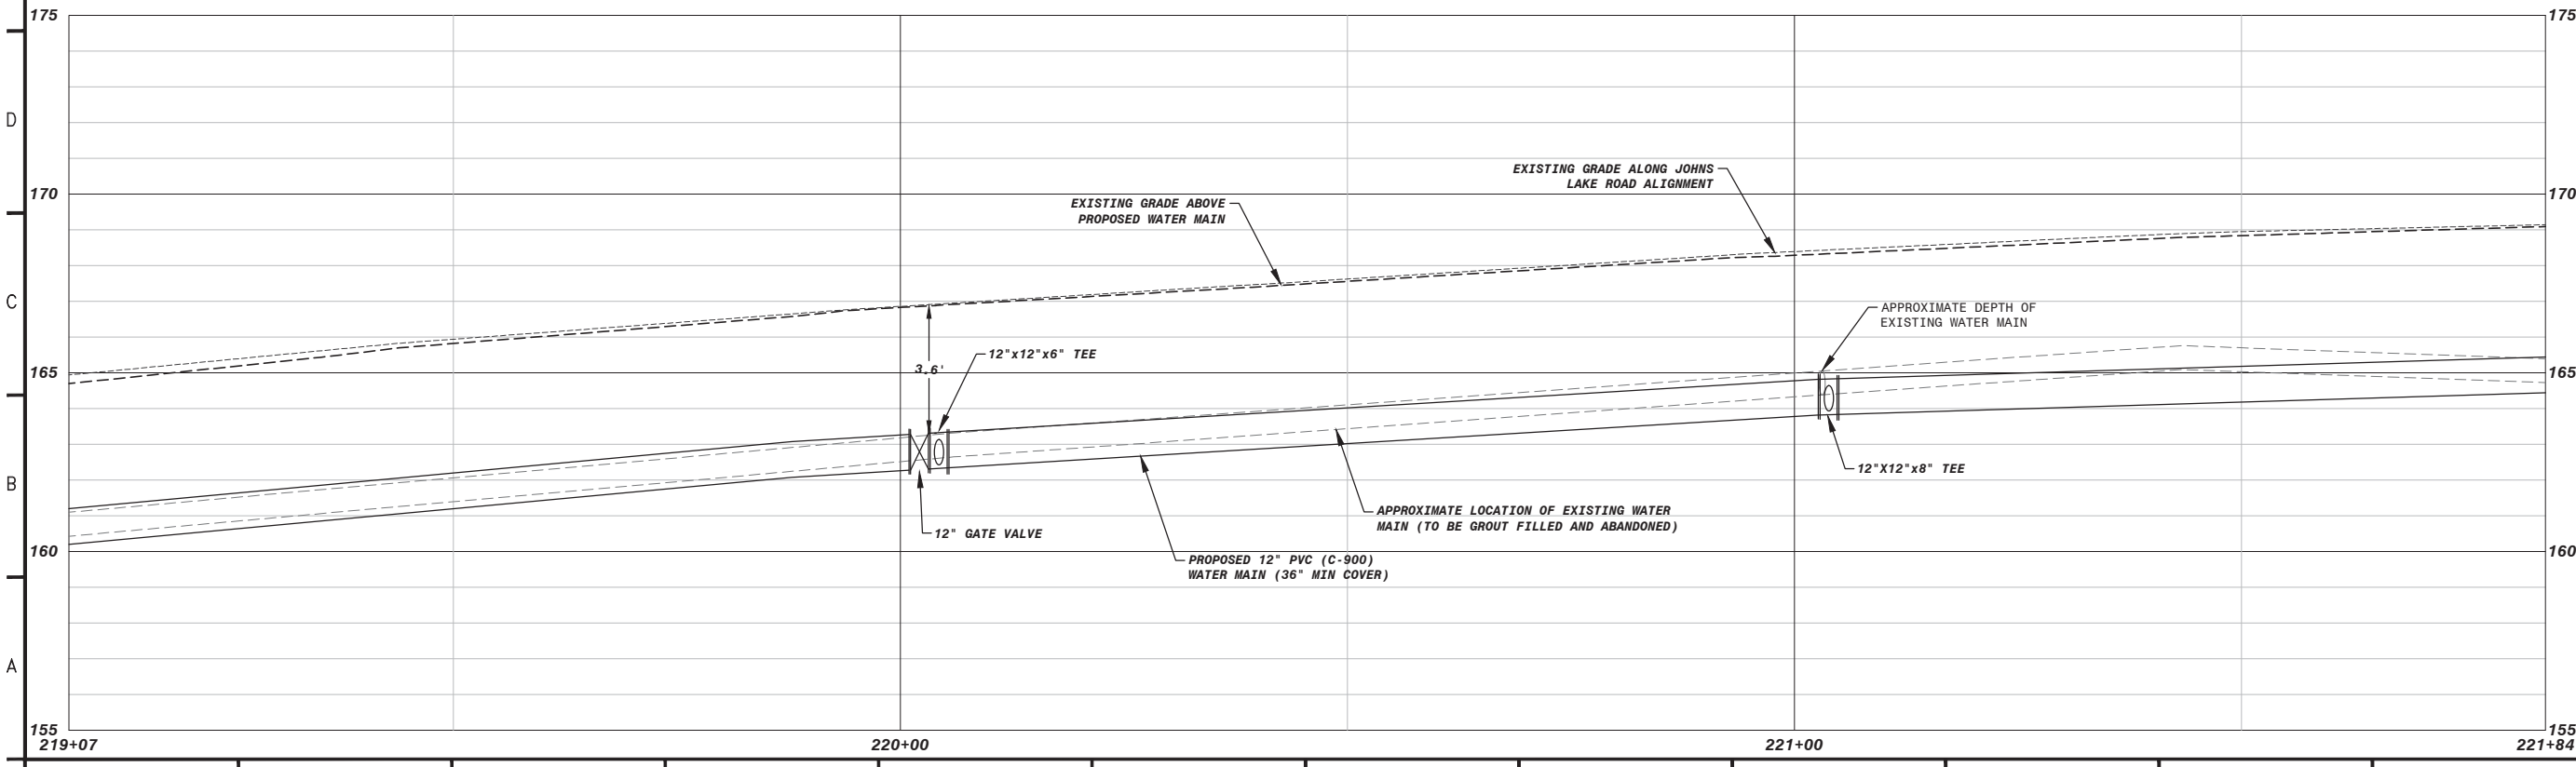 175
175
D
EXISTING GRADE ALONG JOHNS
LAKE ROAD ALIGNMENT
170
170
EXISTING GRADE ABOVE
PROPOSED WATER MAIN
C
APPROXIMATE DEPTH OF
EXISTING WATER MAIN
12"x12"x6" TEE
3.6'
165
165
12"X12"x8" TEE
B
APPROXIMATE LOCATION OF EXISTING WATER
MAIN (TO BE GROUT FILLED AND ABANDONED)
12" GATE VALVE
160
160
PROPOSED 12" PVC (C-900)
WATER MAIN (36" MIN COVER)
A
155
155
219+07
220+00
221+00
221+84